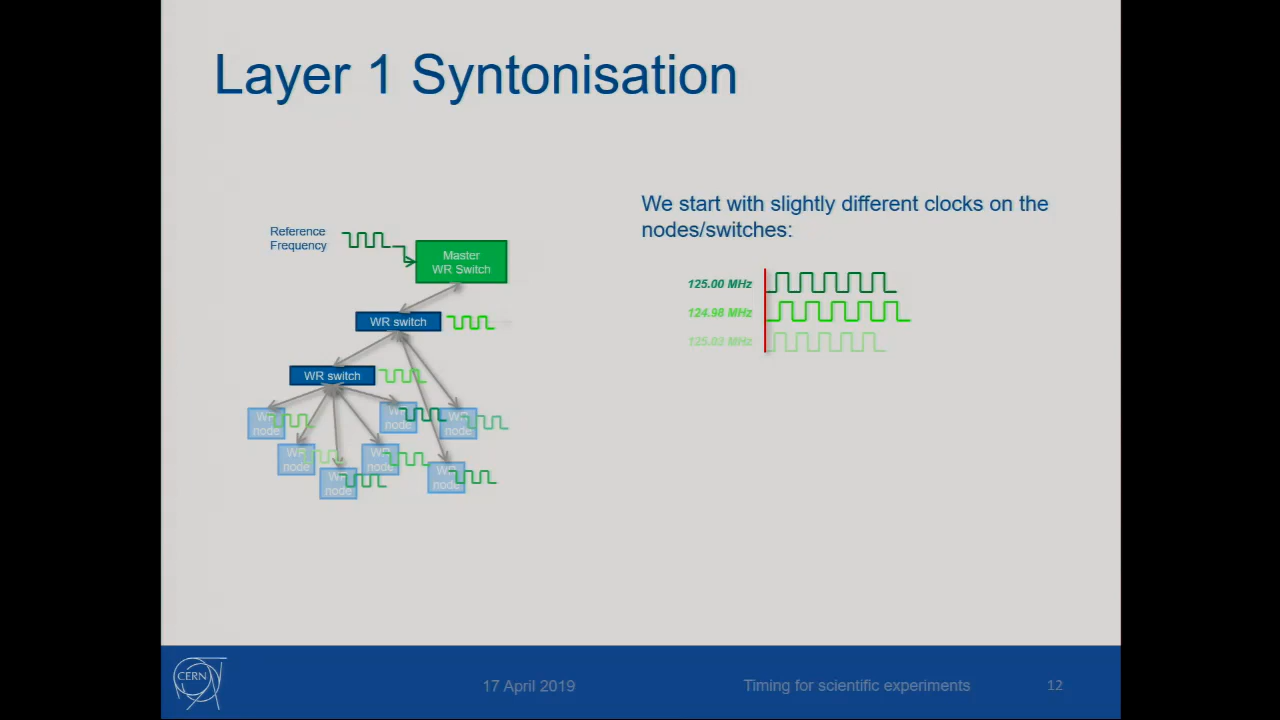 Layer 1 Syntonisation
We start with slightly different clocks on the
nodes/switches:
Reference
Frequency
Master
WR Switch
125.00 MHz
124.98 MHz
125.03 MHz
WR switch
WR switch
WR
node
WR
node
WR
node
WR
node
WR
node
WR
node
WR
node
CERN
17 April 2019
Timing for scientific experiments
12